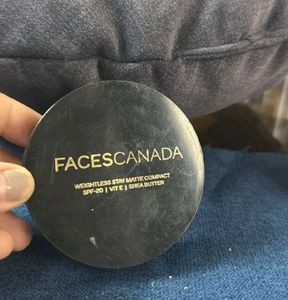 FACESCANADA
WEIGHTLESS STAY MATTE COMPACT
SPF-20 | VIT E | SHEA BUTTER